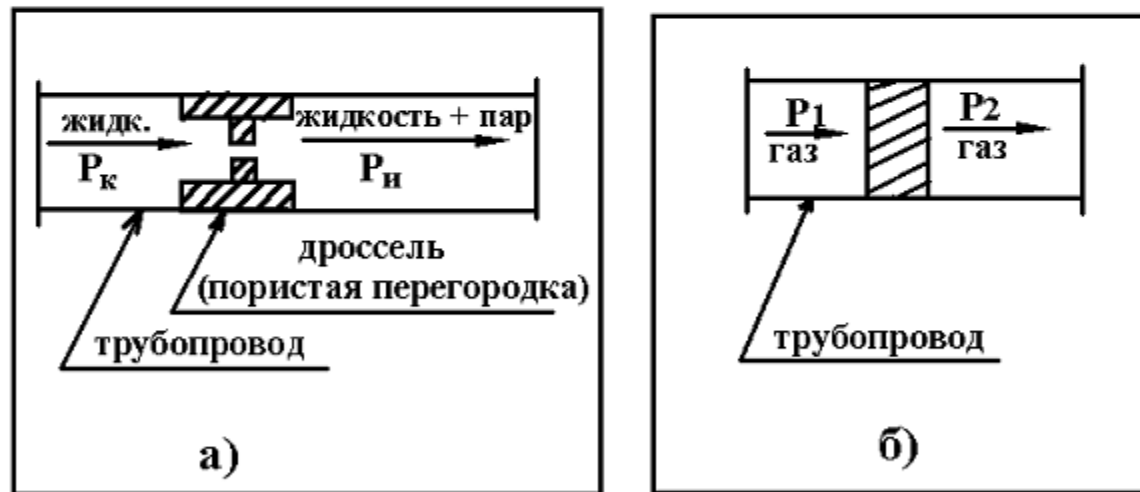 жидк.
Pк
жидкость + пар
Pи
дроссель
(пористая перегородка)
трубопровод
а)
P1
газ
P2
газ
трубопровод
б)